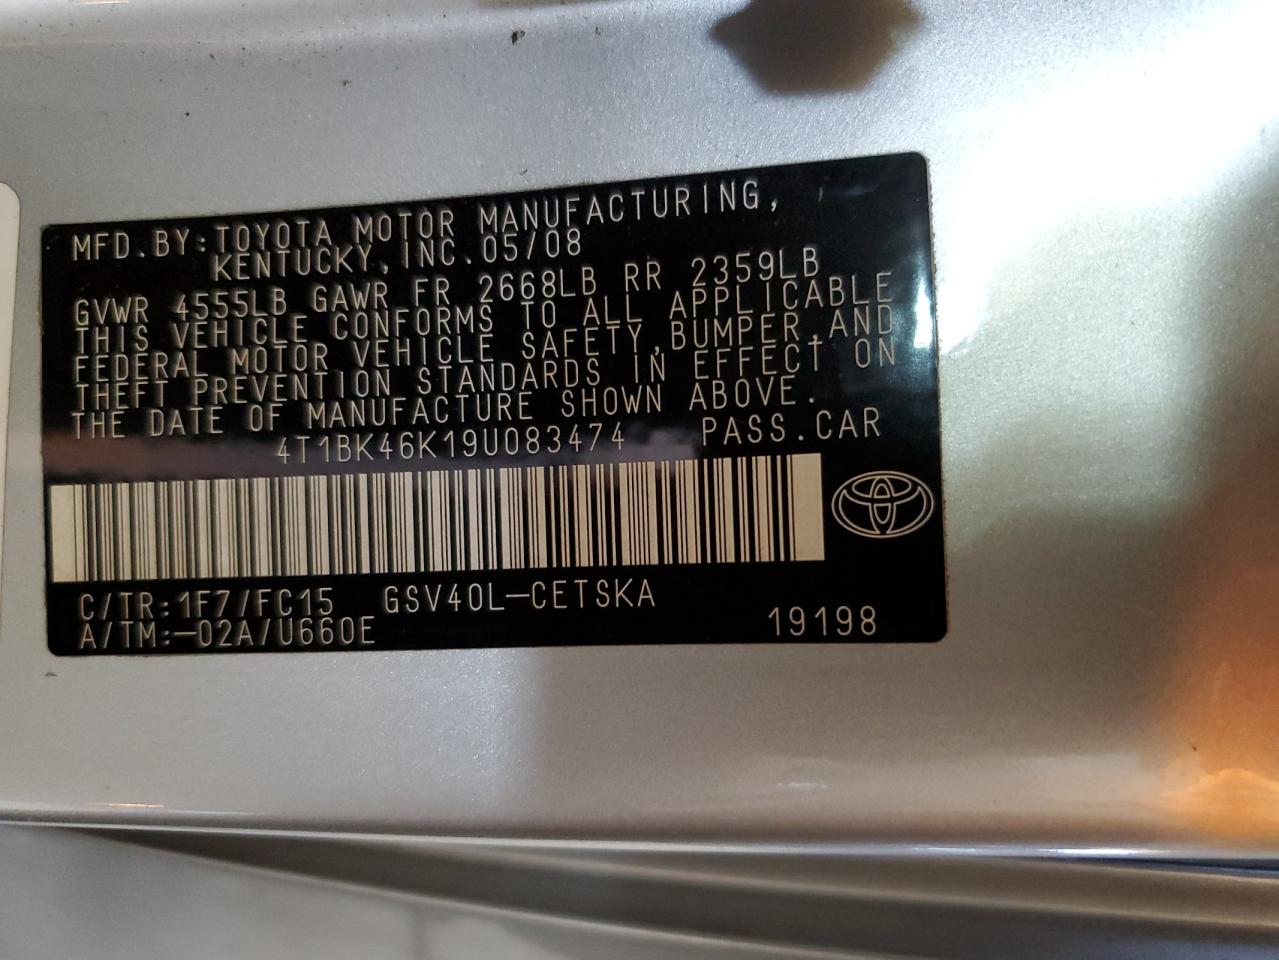 MFD.BY:TOYOTA MOTOR MANUFACTURING,
KENTUCKY,INC.05/08
GVWR 4555LB GAWR FR 2668LB RR 2359LB
THIS VEHICLE CONFORMS TO ALL APPLICABLE
FEDERAL MOTOR VEHICLE SAFETY,BUMPER,AND
THEFT PREVENTION STANDARDS IN EFFECT ON
THE DATE OF MANUFACTURE SHOWN ABOVE.
4T1BK46K19U083474 PASS.CAR
C/TR:1F7/FC15 GSV40L-CETSKA
A/TM:-02A/U660E 19198